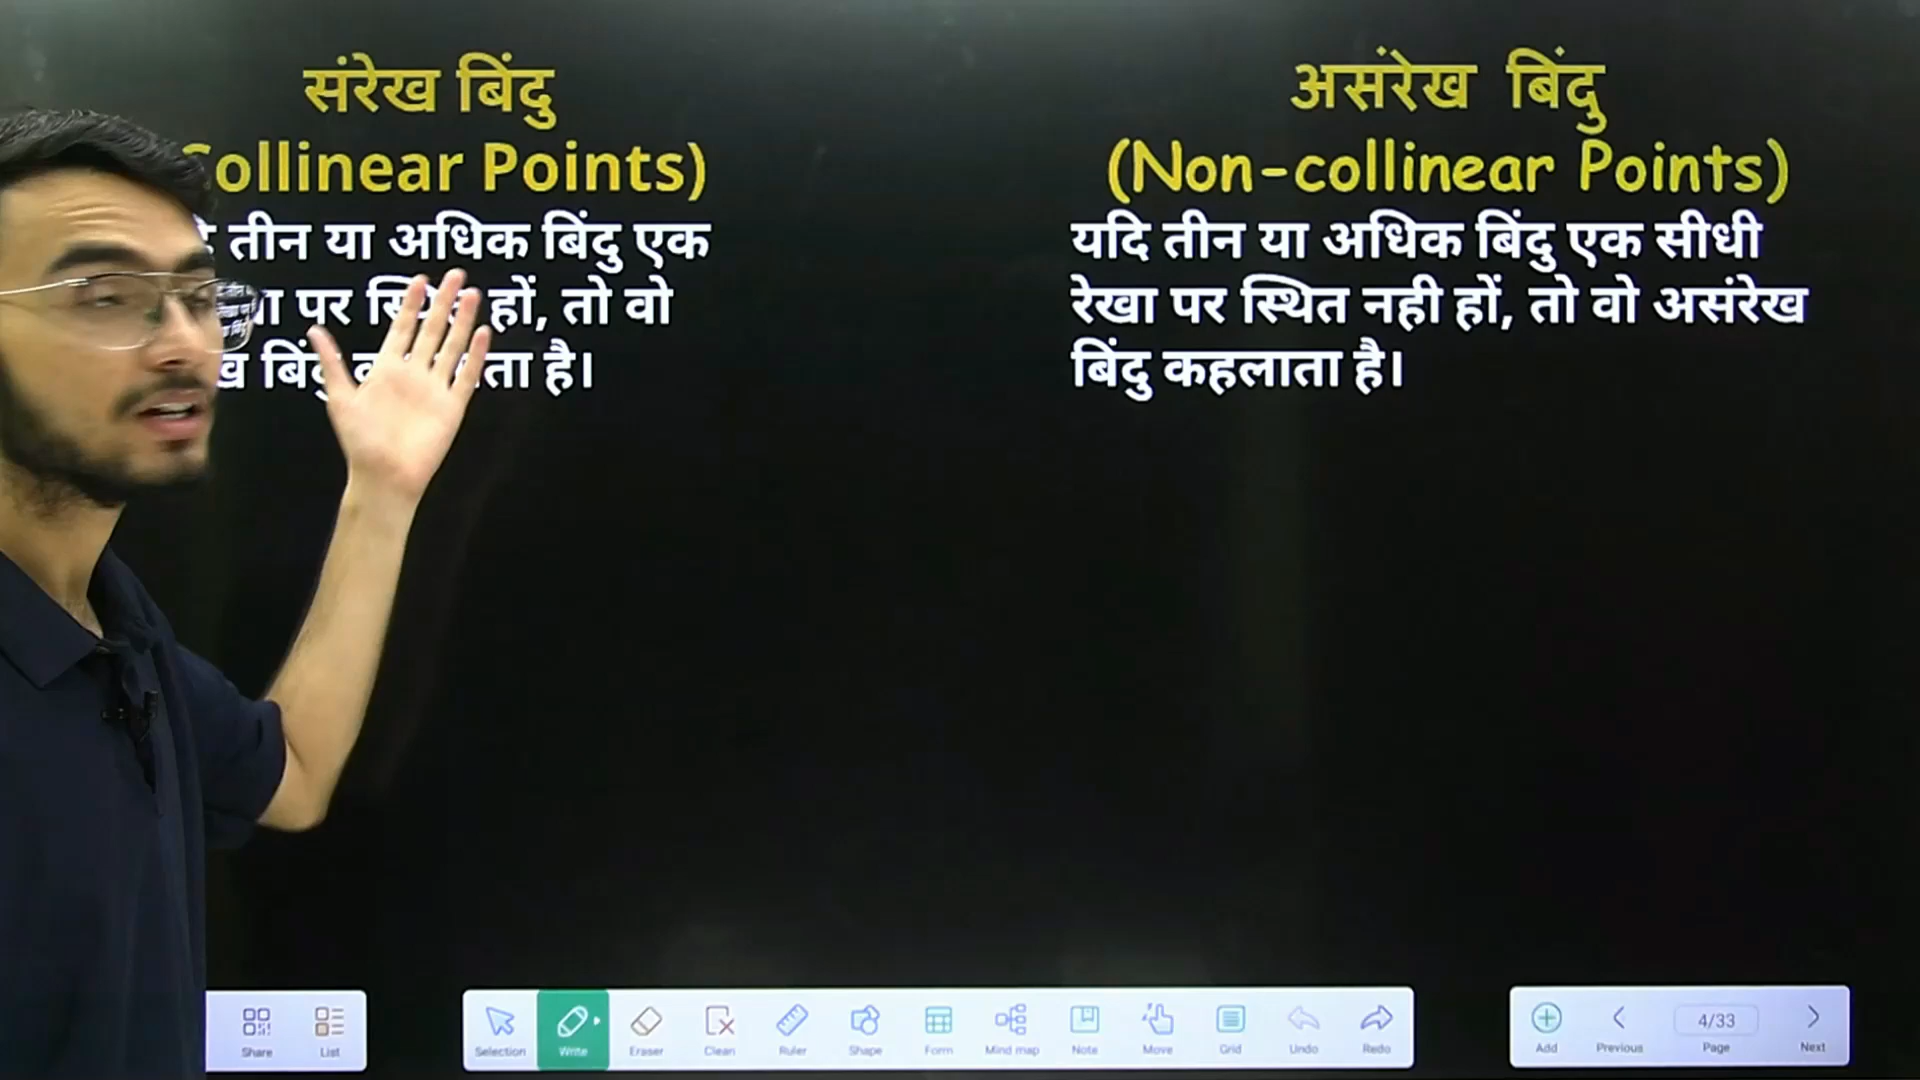 संरेख बिंदु
Collinear Points)
तीन या अधिक बिंदु एक
पर स्थित हों, तो वो
बिंदु है।
असंरेख बिंदु
(Non-collinear Points)
यदि तीन या अधिक बिंदु एक सीधी
रेखा पर स्थित नही हों, तो वो असंरेख
बिंदु कहलाता है।
Share List
Selection Write Eraser Clean Ruler Shape Form Mind map Note Move Grid Undo Redo
Add Previous 4/33 Page Next